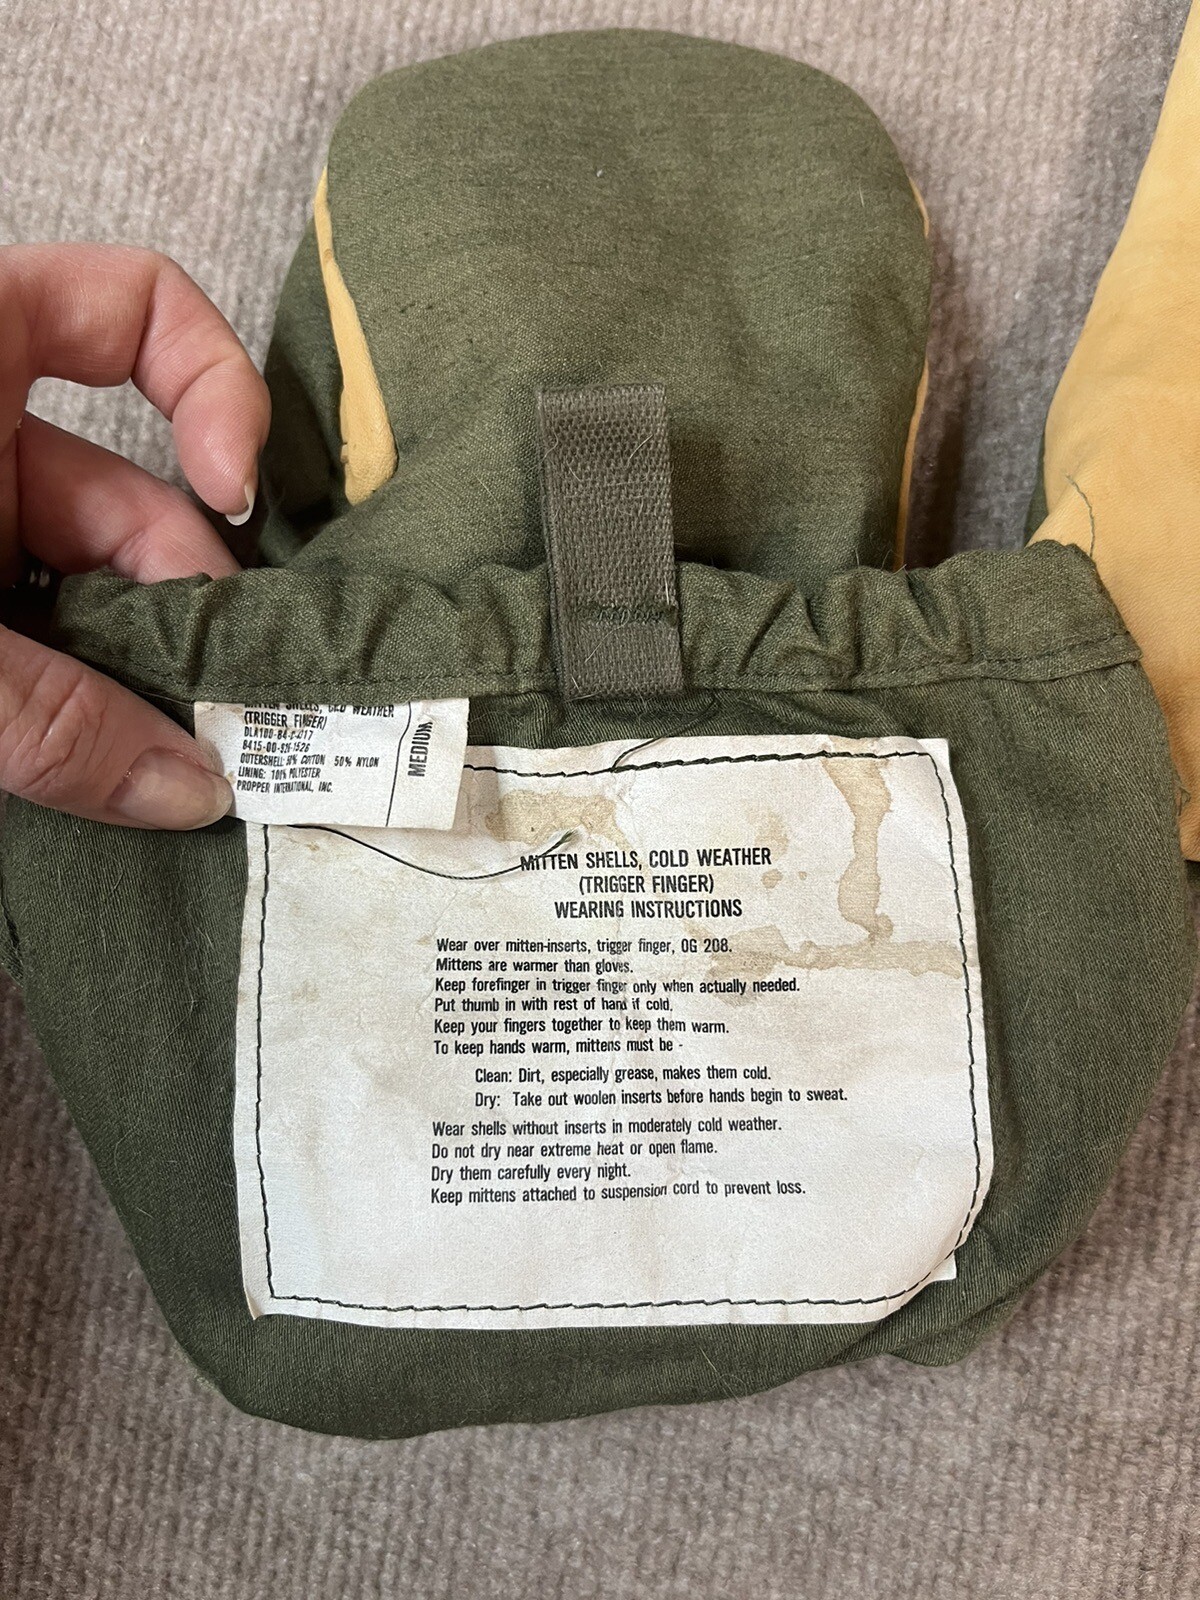 MITTEN SHELLS, COLD WEATHER
(TRIGGER FINGER)
8415-00-926-1526
OUTERSHELL: 50% COTTON 50% NYLON
LINING: 100% POLYESTER
PROPPER INTERNATIONAL, INC.
MEDIUM
MITTEN SHELLS, COLD WEATHER
(TRIGGER FINGER)
WEARING INSTRUCTIONS
Wear over mitten-inserts, trigger finger, OG 208.
Mittens are warmer than gloves.
Keep forefinger in trigger finger only when actually needed.
Put thumb in with rest of hand if cold.
Keep your fingers together to keep them warm.
To keep hands warm, mittens must be -
Clean: Dirt, especially grease, makes them cold.
Dry: Take out woolen inserts before hands begin to sweat.
Wear shells without inserts in moderately cold weather.
Do not dry near extreme heat or open flame.
Dry them carefully every night.
Keep mittens attached to suspension cord to prevent loss.